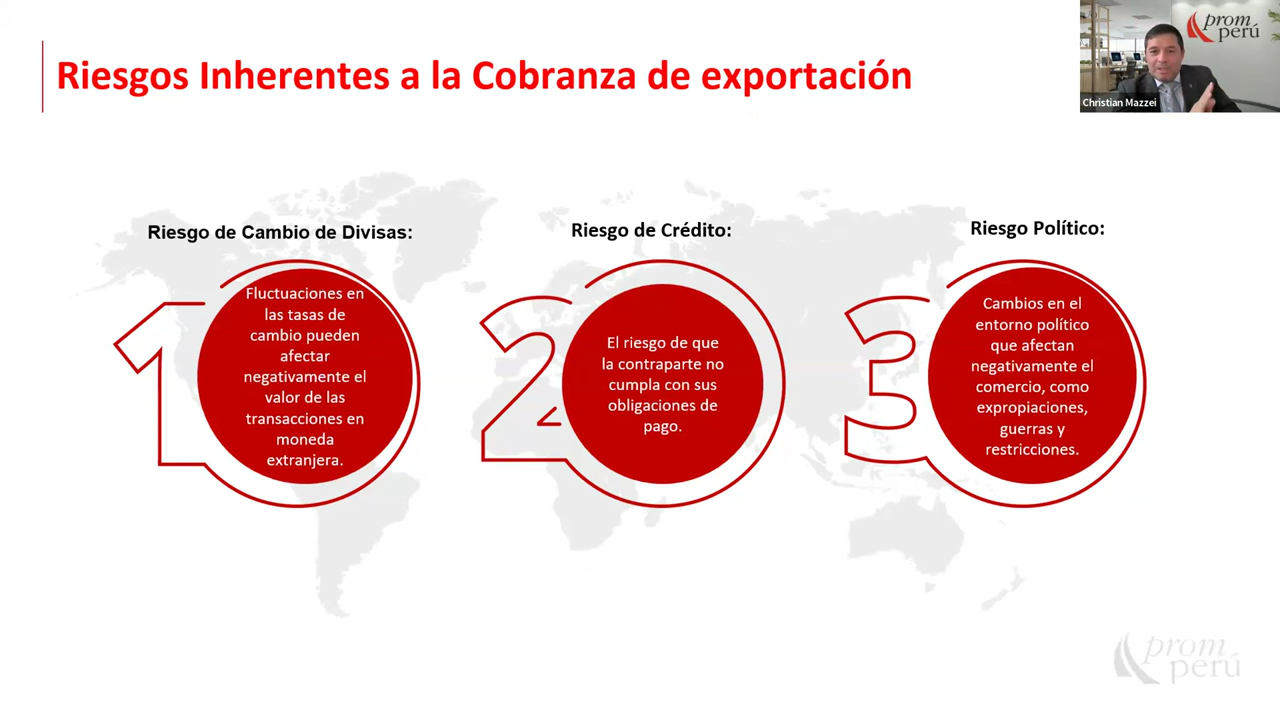 Riesgos Inherentes a la Cobranza de exportación
prom
perú
Christian Mazzei
Riesgo de Cambio de Divisas:
Fluctuaciones en
las tasas de
cambio pueden
afectar
negativamente el
valor de las
transacciones en
moneda
extranjera.
Riesgo de Crédito:
El riesgo de que
la contraparte no
cumpla con sus
obligaciones de
pago.
Riesgo Político:
Cambios en el
entorno político
que afectan
negativamente el
comercio, como
expropiaciones,
guerras y
restricciones.
1
2
3
prom
perú